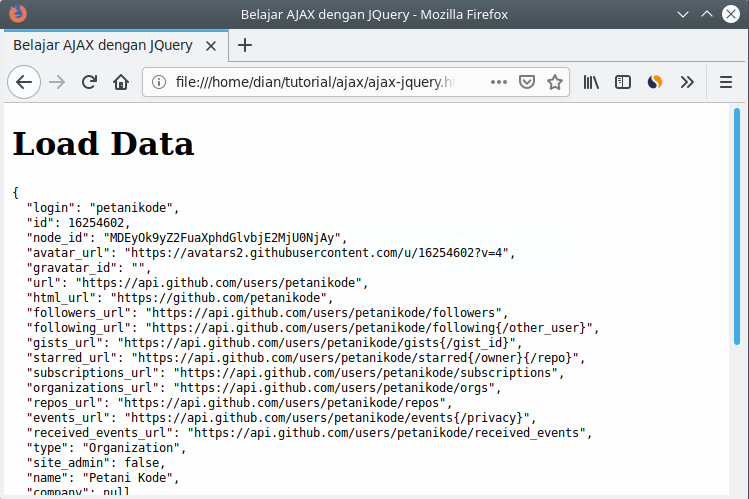 Belajar AJAX dengan JQuery - Mozilla Firefox
Belajar AJAX dengan JQuery
file:///home/dian/tutorial/ajax/ajax-jquery.h
Load Data
{
  "login": "petanikode",
  "id": 16254602,
  "node_id": "MDEyOk9yZ2FuaXphdGlvbjE2MjU0NjAy",
  "avatar_url": "https://avatars2.githubusercontent.com/u/16254602?v=4",
  "gravatar_id": "",
  "url": "https://api.github.com/users/petanikode",
  "html_url": "https://github.com/petanikode",
  "followers_url": "https://api.github.com/users/petanikode/followers",
  "following_url": "https://api.github.com/users/petanikode/following{/other_user}",
  "gists_url": "https://api.github.com/users/petanikode/gists{/gist_id}",
  "starred_url": "https://api.github.com/users/petanikode/starred{/owner}{/repo}",
  "subscriptions_url": "https://api.github.com/users/petanikode/subscriptions",
  "organizations_url": "https://api.github.com/users/petanikode/orgs",
  "repos_url": "https://api.github.com/users/petanikode/repos",
  "events_url": "https://api.github.com/users/petanikode/events{/privacy}",
  "received_events_url": "https://api.github.com/users/petanikode/received_events",
  "type": "Organization",
  "site_admin": false,
  "name": "Petani Kode",
  "company": null